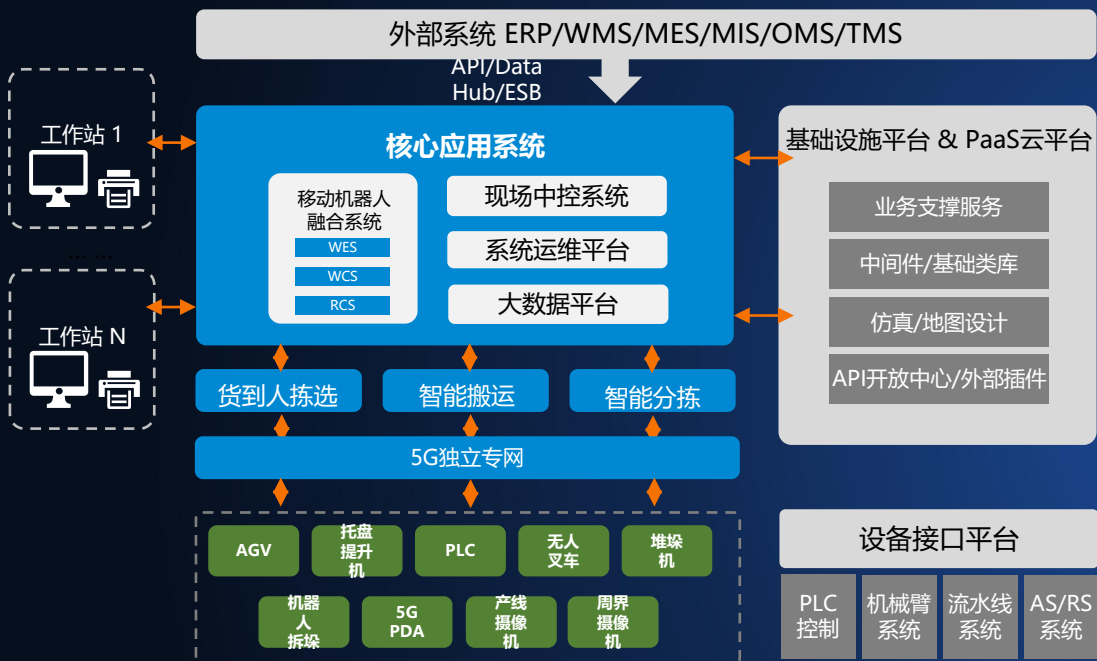 外部系统 ERP/WMS/MES/MIS/OMS/TMS
API/Data
Hub/ESB
工作站 1
... ...
工作站 N
核心应用系统
移动机器人
融合系统
WES
WCS
RCS
现场中控系统
系统运维平台
大数据平台
基础设施平台 & PaaS云平台
业务支撑服务
中间件/基础类库
仿真/地图设计
API开放中心/外部插件
货到人拣选
智能搬运
智能分拣
5G独立专网
AGV
托盘
提升
机
PLC
无人
叉车
堆垛
机
机器
人
拆垛
5G
PDA
产线
摄像
机
周界
摄像
机
设备接口平台
PLC
控制
机械臂
系统
流水线
系统
AS/RS
系统